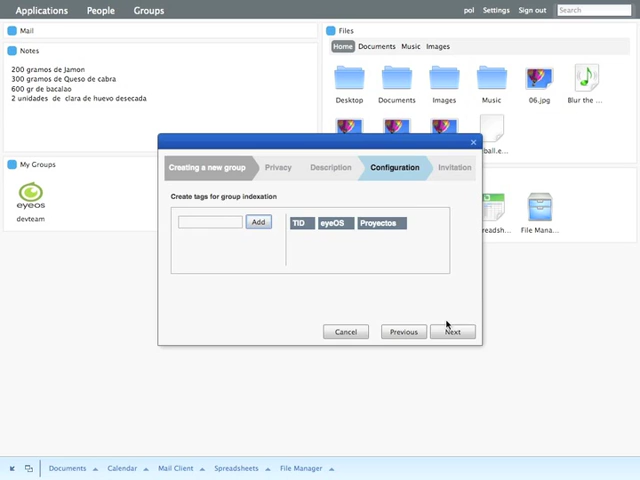 Applications People Groups
pol Settings Sign out Search
Mail
Notes
200 gramos de Jamon
300 gramos de Queso de cabra
600 gr de bacalao
2 unidades de clara de huevo desecada
My Groups
eyeos
devteam
Files
Home Documents Music Images
Desktop Documents Images Music 06.jpg Blur the ...
ball.e...
Creating a new group Privacy Description Configuration Invitation
Create tags for group indexation
Add TID eyeOS Proyectos
Cancel Previous Next
readsh... File Mana...
Documents Calendar Mail Client Spreadsheets File Manager